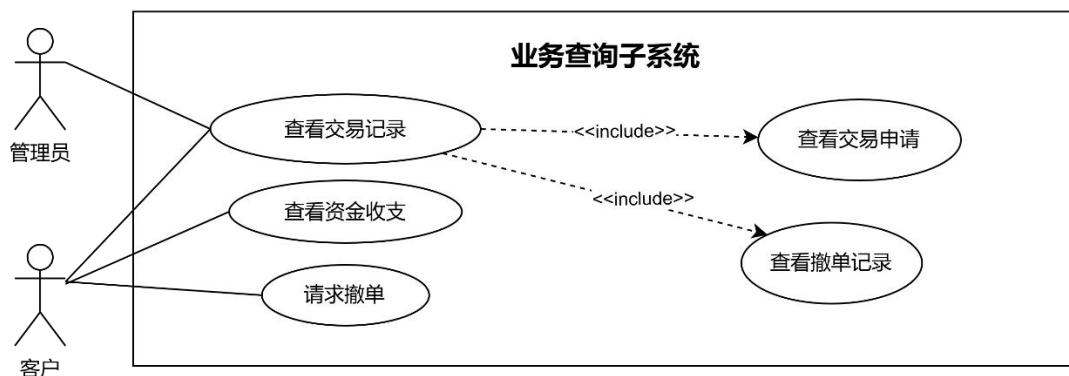 业务查询子系统
管理员
查看交易记录
<<include>>
查看交易申请
<<include>>
查看资金收支
查看撤单记录
请求撤单
客户